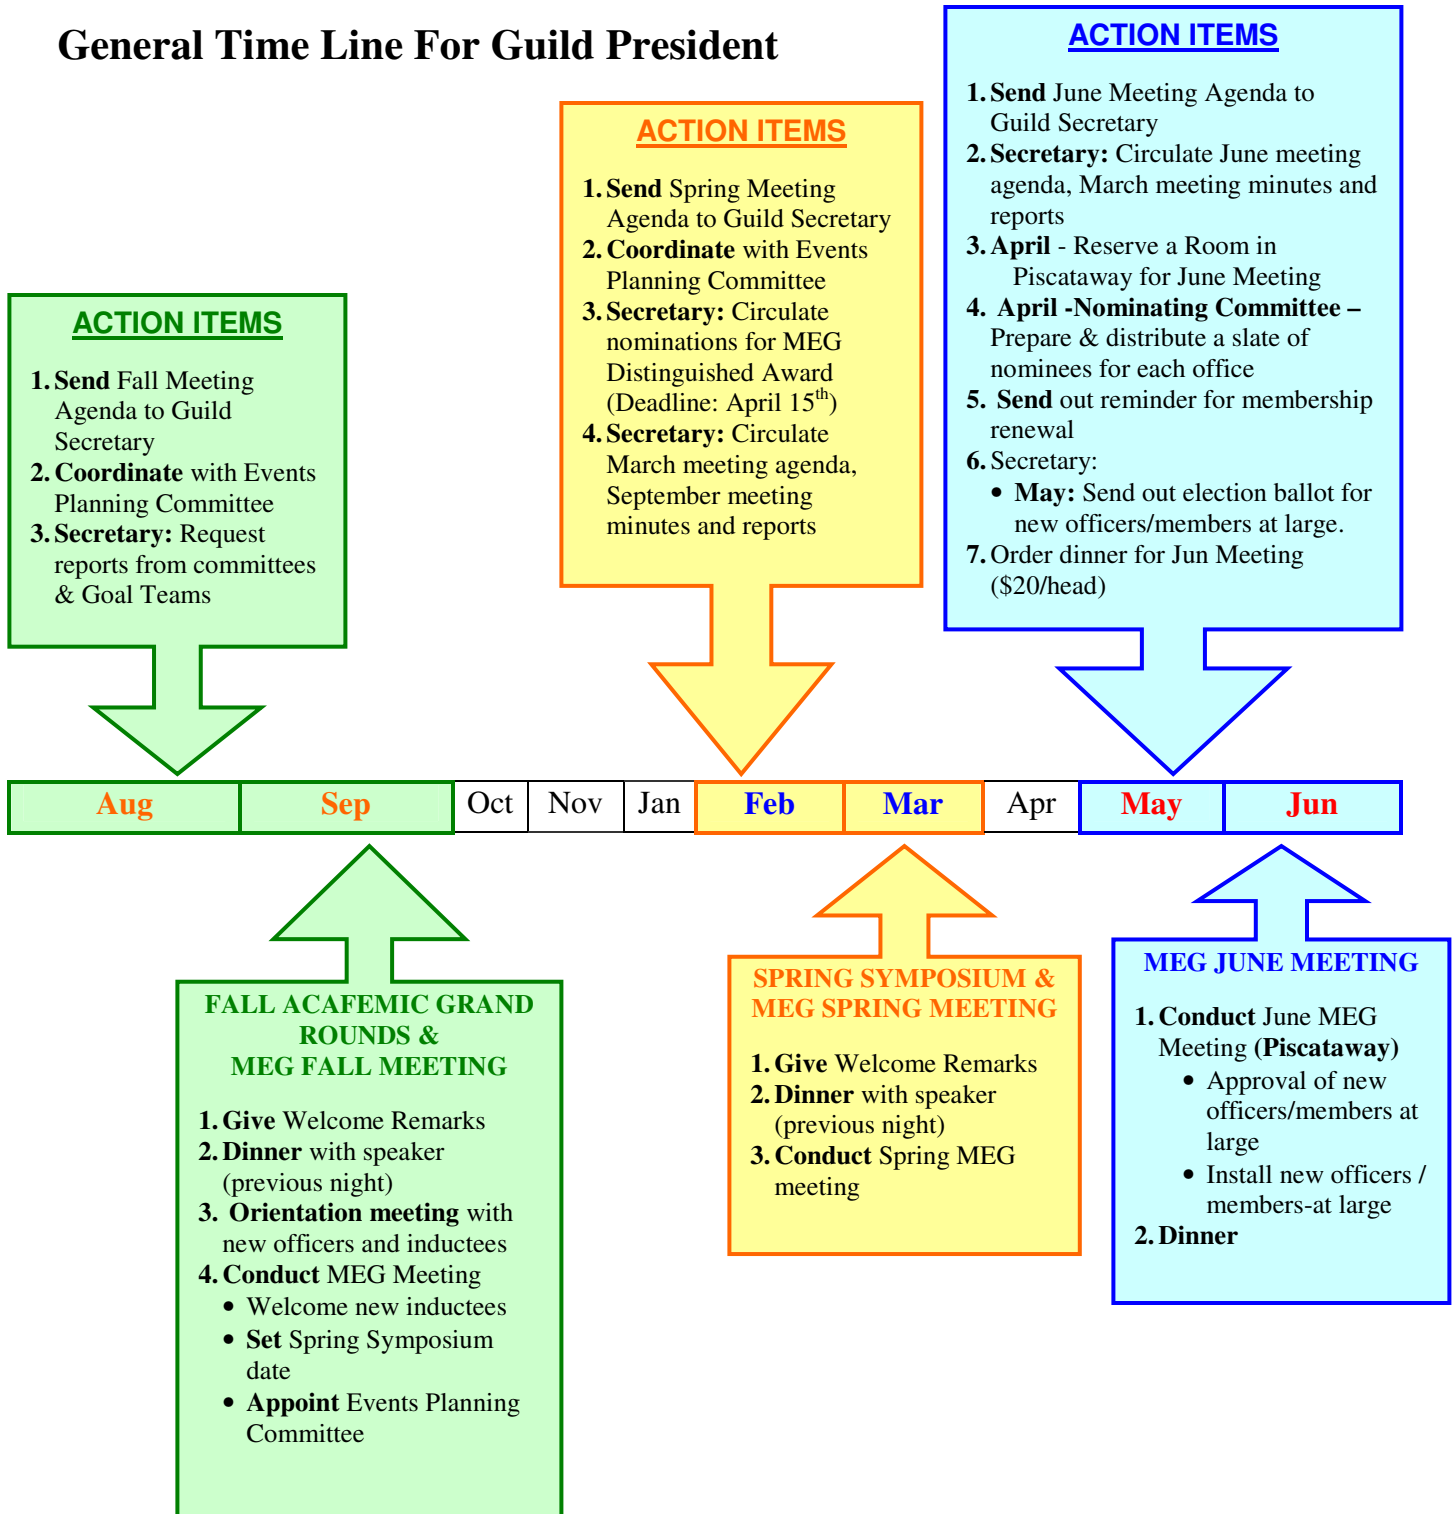 General Time Line For Guild President
ACTION ITEMS
1. Send Fall Meeting
Agenda to Guild
Secretary
2. Coordinate with Events
Planning Committee
3. Secretary: Request
reports from committees
& Goal Teams
ACTION ITEMS
1. Send Spring Meeting
Agenda to Guild Secretary
2. Coordinate with Events
Planning Committee
3. Secretary: Circulate
nominations for MEG
Distinguished Award
(Deadline: April 15th)
4. Secretary: Circulate
March meeting agenda,
September meeting
minutes and reports
ACTION ITEMS
1. Send June Meeting Agenda to
Guild Secretary
2. Secretary: Circulate June meeting
agenda, March meeting minutes and
reports
3. April - Reserve a Room in
Piscataway for June Meeting
4. April -Nominating Committee –
Prepare & distribute a slate of
nominees for each office
5. Send out reminder for membership
renewal
6. Secretary:
• May: Send out election ballot for
new officers/members at large.
7. Order dinner for Jun Meeting
($20/head)
Aug Sep Oct Nov Jan Feb Mar Apr May Jun
FALL ACAFEMIC GRAND
ROUNDS &
MEG FALL MEETING
1. Give Welcome Remarks
2. Dinner with speaker
(previous night)
3. Orientation meeting with
new officers and inductees
4. Conduct MEG Meeting
• Welcome new inductees
• Set Spring Symposium
date
• Appoint Events Planning
Committee
SPRING SYMPOSIUM &
MEG SPRING MEETING
1. Give Welcome Remarks
2. Dinner with speaker
(previous night)
3. Conduct Spring MEG
meeting
MEG JUNE MEETING
1. Conduct June MEG
Meeting (Piscataway)
• Approval of new
officers/members at
large
• Install new officers /
members-at large
2. Dinner